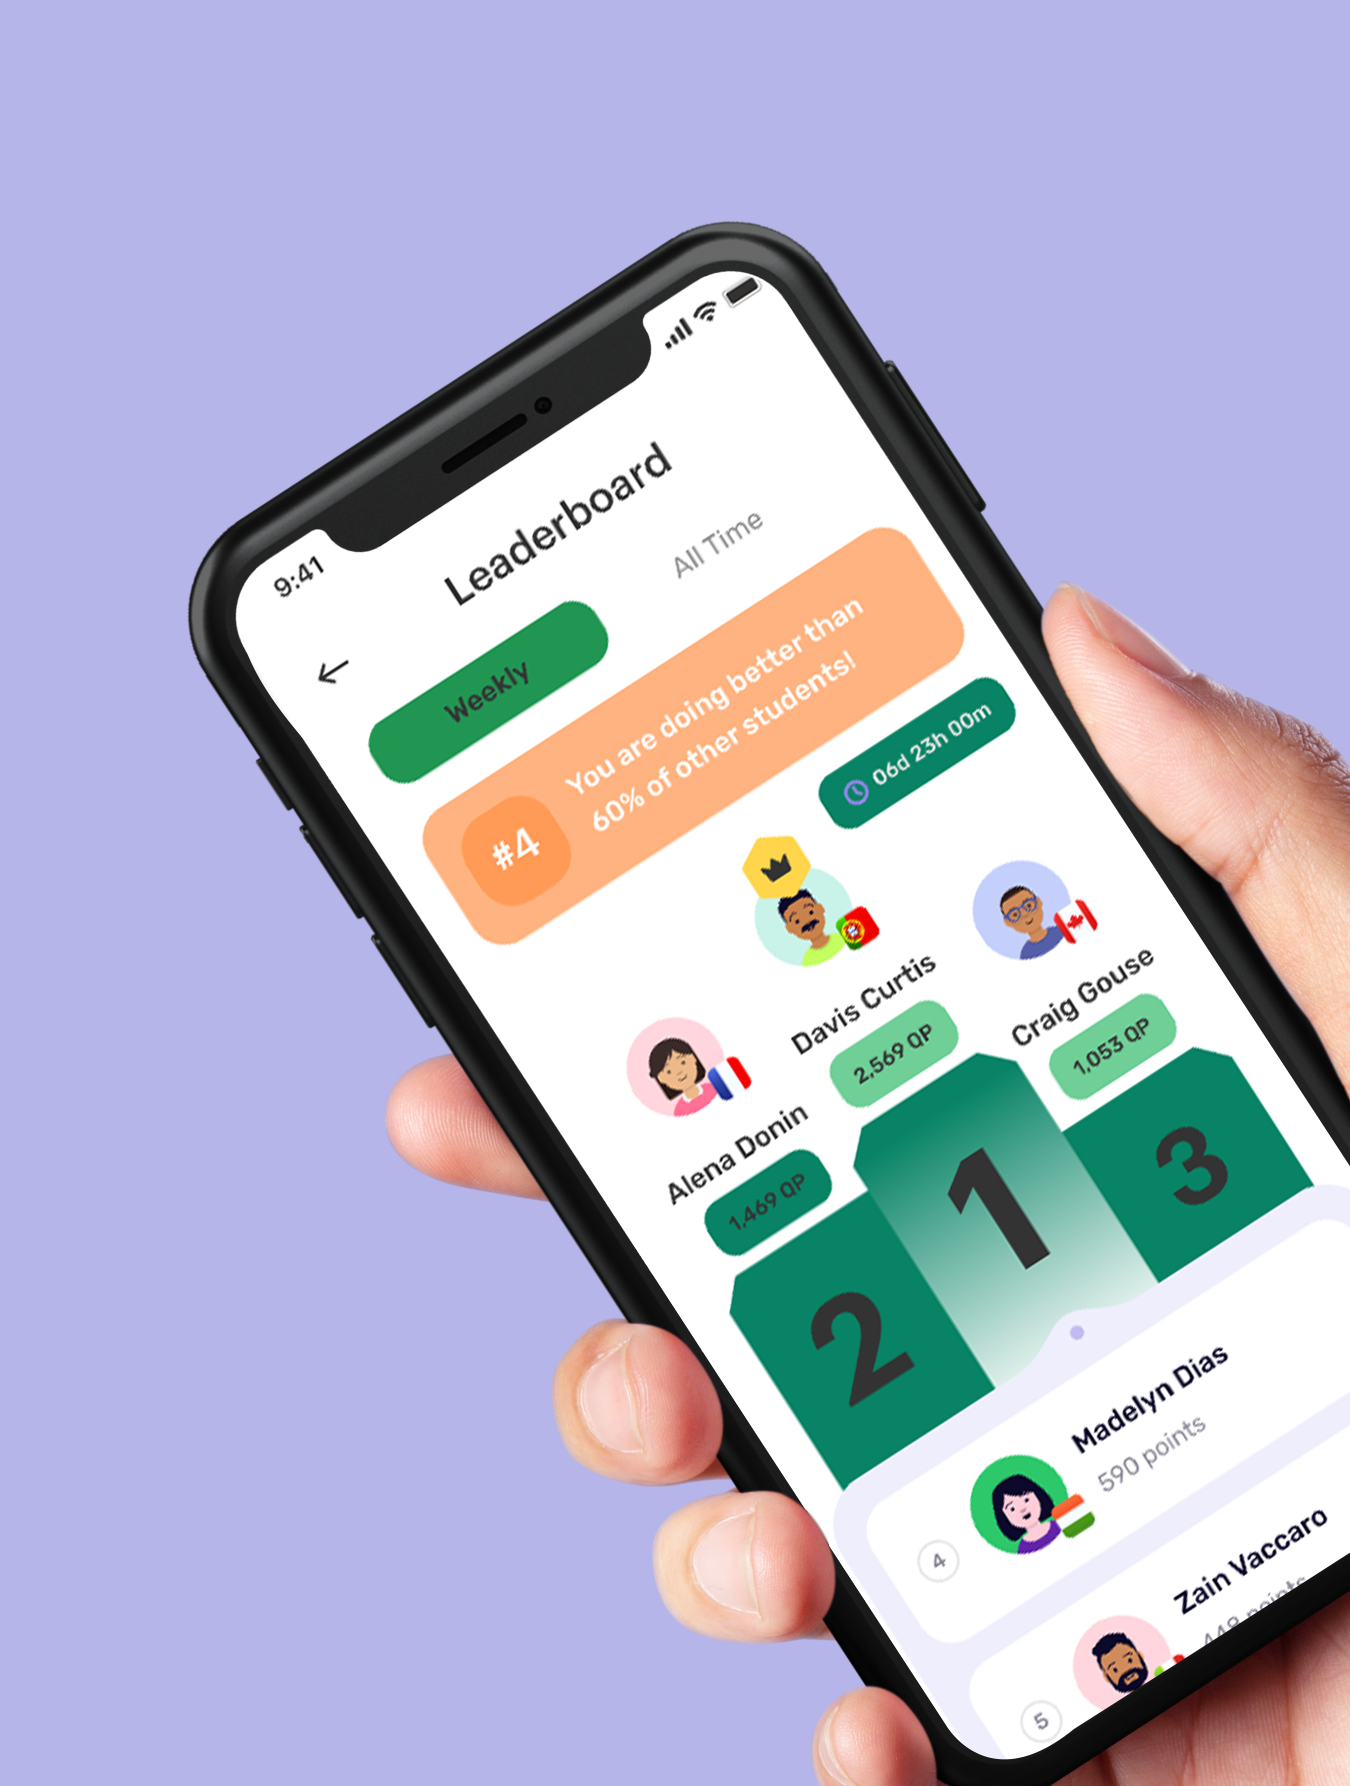 9:41
Leaderboard
Weekly
All Time
#4
You are doing better than
60% of other students!
06d 23h 00m
Davis Curtis
2,569 QP
Craig Gouse
1,053 QP
Alena Donin
1,469 QP
1
2
3
4
Madelyn Dias
590 points
5
Zain Vaccaro
448 points